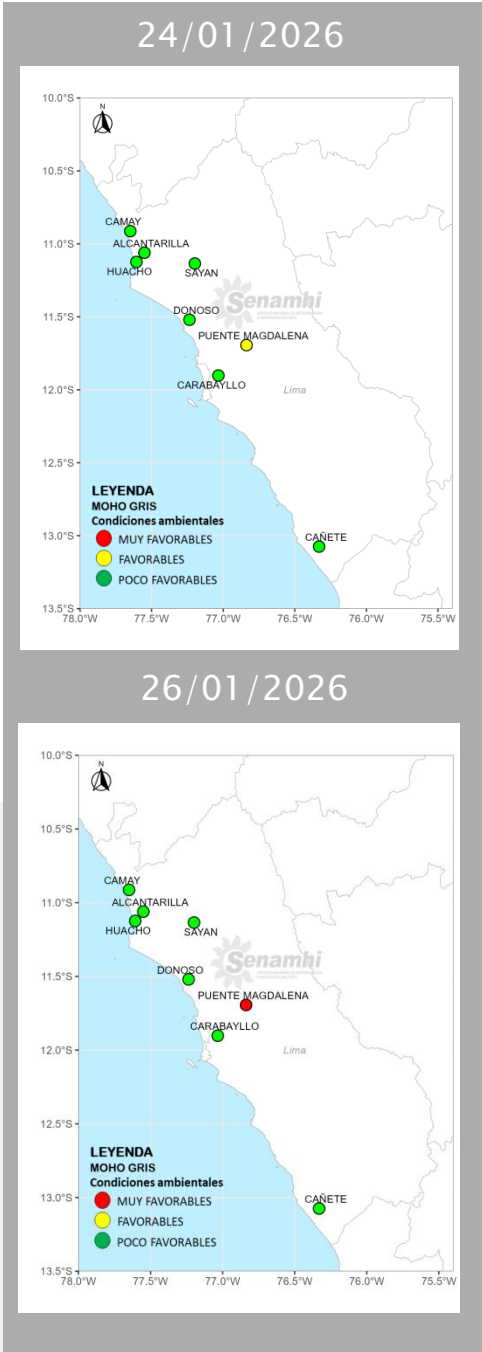 24/01/2026
10.0°S
N
10.5°S
CAMAY
11.0°S
ALCANTARILLA
HUACHO
SAYAN
Senamhi
11.5°S
DONOSO
PUENTE MAGDALENA
12.0°S
CARABAYLLO
Lima
12.5°S
LEYENDA
MOHO GRIS
Condiciones ambientales
13.0°S
CAÑETE
MUY FAVORABLES
FAVORABLES
POCO FAVORABLES
13.5°S
78.0°W 77.5°W 77.0°W 76.5°W 76.0°W 75.5°W
26/01/2026
10.0°S
N
10.5°S
CAMAY
11.0°S
ALCANTARILLA
HUACHO
SAYAN
Senamhi
DONOSO
11.5°S
PUENTE MAGDALENA
CARABAYLLO
12.0°S
Lima
12.5°S
LEYENDA
MOHO GRIS
Condiciones ambientales
13.0°S
CAÑETE
MUY FAVORABLES
FAVORABLES
POCO FAVORABLES
13.5°S
78.0°W 77.5°W 77.0°W 76.5°W 76.0°W 75.5°W